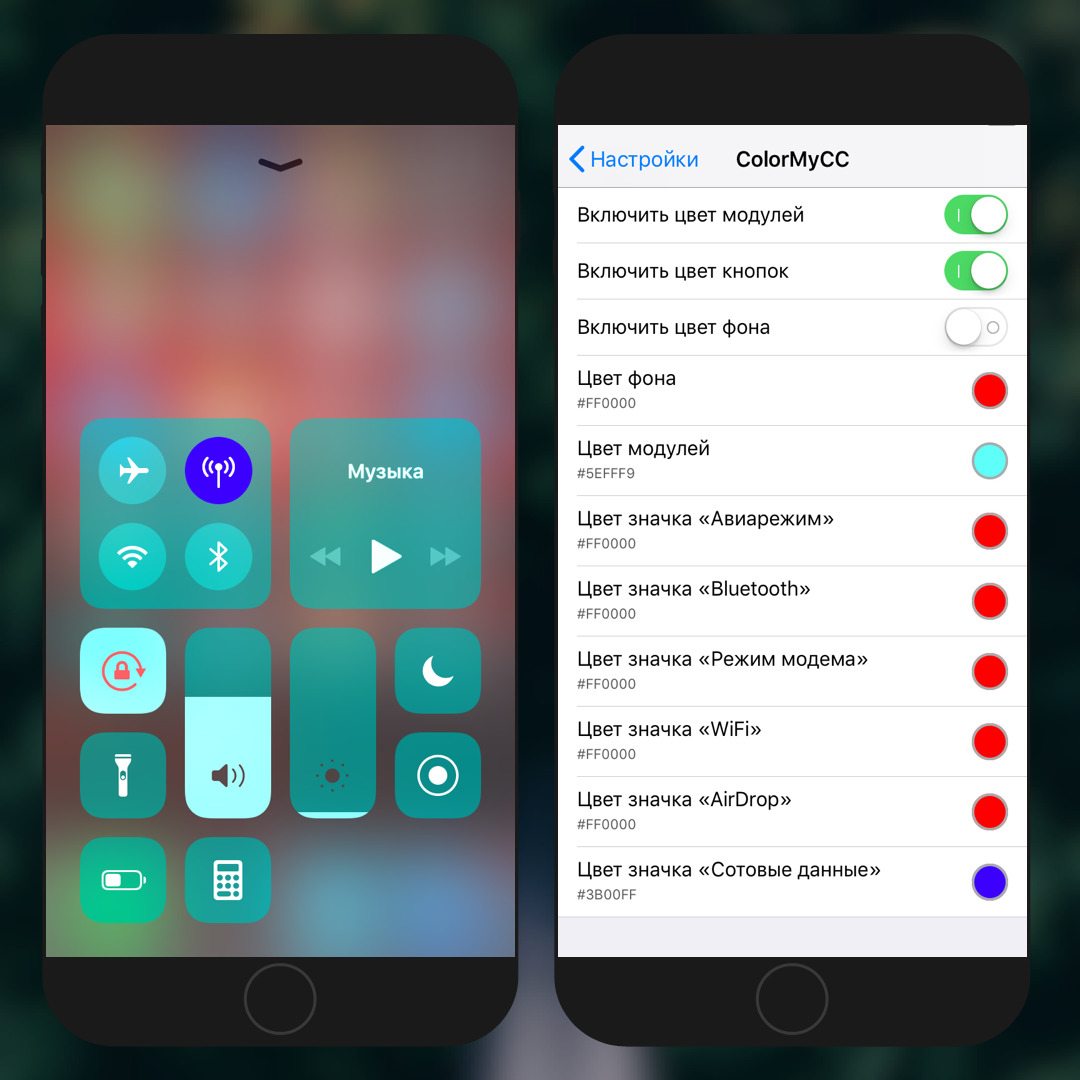 Музыка
Настройки
ColorMyCC
Включить цвет модулей
Включить цвет кнопок
Включить цвет фона
Цвет фона
#FF0000
Цвет модулей
#5EFFF9
Цвет значка «Авиарежим»
#FF0000
Цвет значка «Bluetooth»
#FF0000
Цвет значка «Режим модема»
#FF0000
Цвет значка «WiFi»
#FF0000
Цвет значка «AirDrop»
#FF0000
Цвет значка «Сотовые данные»
#3B00FF